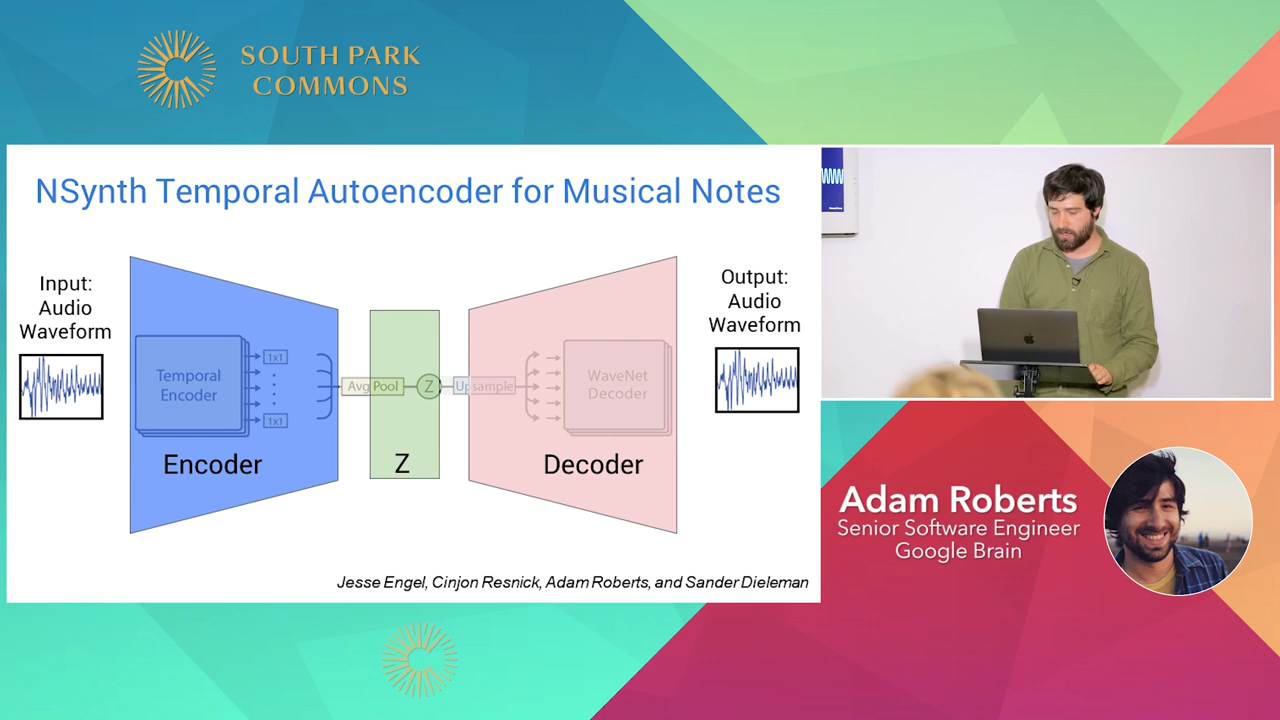 SOUTH PARK
COMMONS
NSynth Temporal Autoencoder for Musical Notes
Input:
Audio
Waveform
Temporal
Encoder
1x1
1x1
Avg Pool
Z
Upsample
WaveNet
Decoder
Encoder
Z
Decoder
Output:
Audio
Waveform
Jesse Engel, Cinjon Resnick, Adam Roberts, and Sander Dieleman
Adam Roberts
Senior Software Engineer
Google Brain